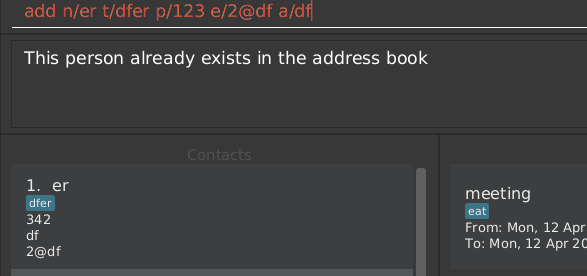 add n/er t/dfer p/123 e/2@df a/df
This person already exists in the address book
Contacts
1. er
dfer
342
df
2@df
meeting
eat
From: Mon, 12 Apr
To: Mon, 12 Apr 20